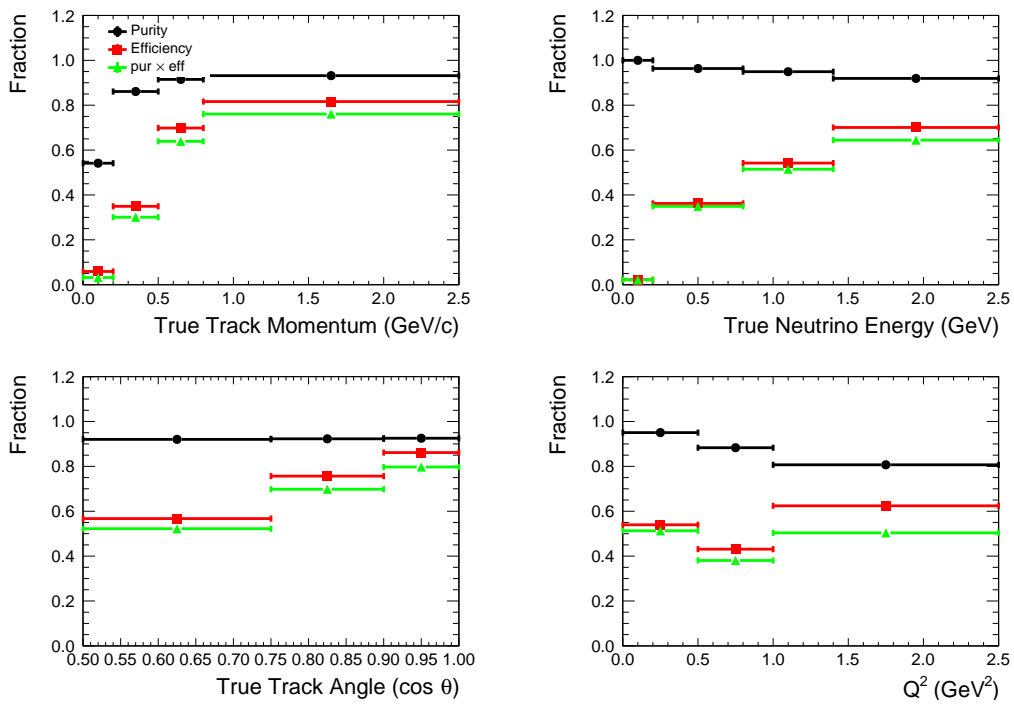 Fraction
1.2
1.0
0.8
0.6
0.4
0.2
0.0
Purity
Efficiency
pur × eff
0.0 0.5 1.0 1.5 2.0 2.5
True Track Momentum (GeV/c)
Fraction
1.2
1.0
0.8
0.6
0.4
0.2
0.0
0.0 0.5 1.0 1.5 2.0 2.5
True Neutrino Energy (GeV)
Fraction
1.2
1.0
0.8
0.6
0.4
0.2
0.0
0.50 0.55 0.60 0.65 0.70 0.75 0.80 0.85 0.90 0.95 1.00
True Track Angle (cos θ)
Fraction
1.2
1.0
0.8
0.6
0.4
0.2
0.0
0.0 0.5 1.0 1.5 2.0 2.5
Q² (GeV²)